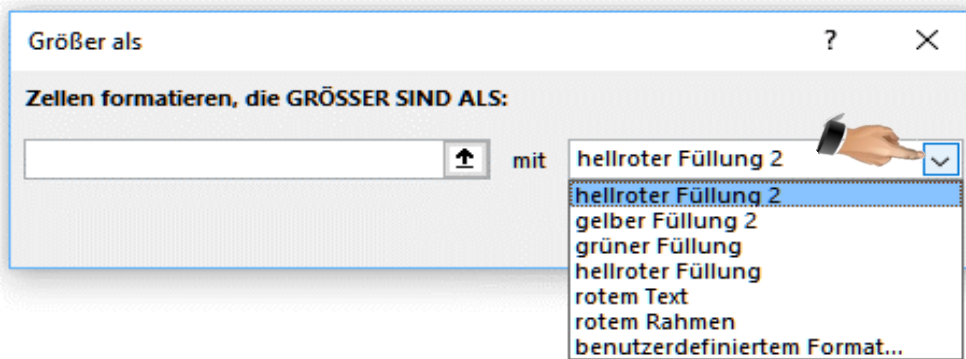 Größer als ?
Zellen formatieren, die GRÖSSER SIND ALS:
mit hellroter Füllung 2
hellroter Füllung 2
gelber Füllung 2
grüner Füllung
hellroter Füllung
rotem Text
rotem Rahmen
benutzerdefiniertem Format...